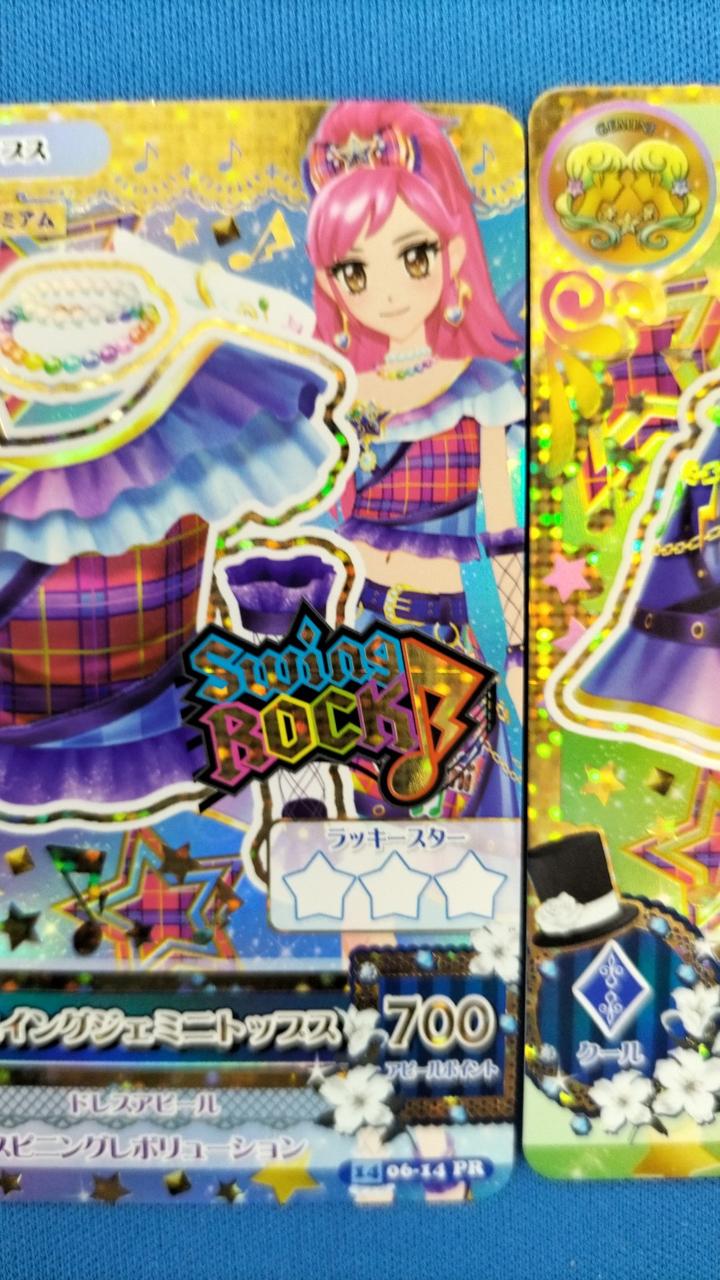 ップス
ミアム
GEMINI
Swing
ROCK
ラッキースター
イングジェミニトップス
700
アピールポイント
クール
ドレスアピール
スピニングレボリューション
14 06-14 PR